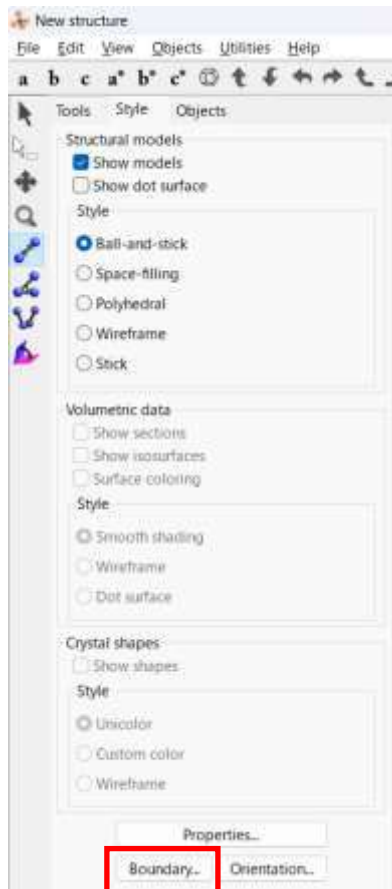 New structure
File Edit View Objects Utilities Help
a b c a* b* c*
Tools Style Objects
Structural models
Show models
Show dot surface
Style
Ball-and-stick
Space-filling
Polyhedral
Wireframe
Stick
Volumetric data
Show sections
Show isosurfaces
Surface coloring
Style
Smooth shading
Wireframe
Dot surface
Crystal shapes
Show shapes
Style
Unicolor
Custom color
Wireframe
Properties...
Boundary... Orientation...